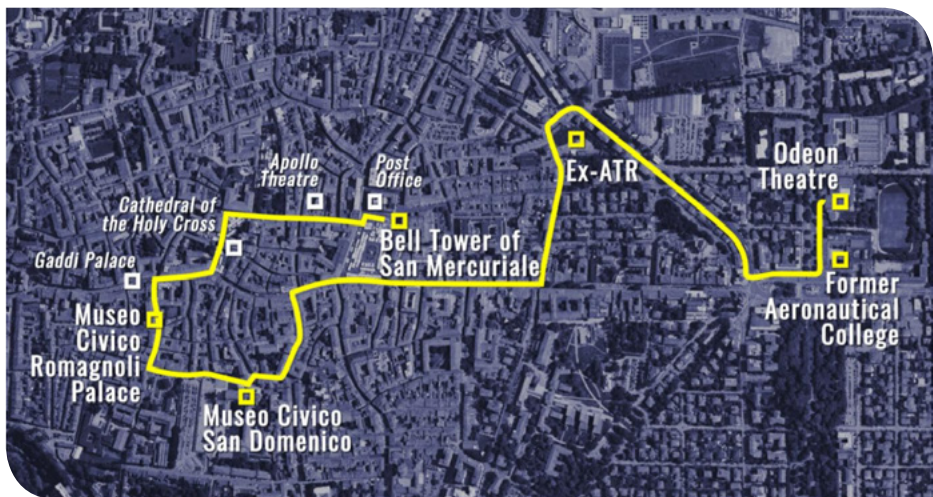 Apollo
Theatre
Post
Office
Cathedral of
the Holy Cross
Gaddi Palace
Museo
Civico
Romagnoli
Palace
Museo Civico
San Domenico
Bell Tower of
San Mercuriale
Ex-ATR
Odeon
Theatre
Former
Aeronautical
College